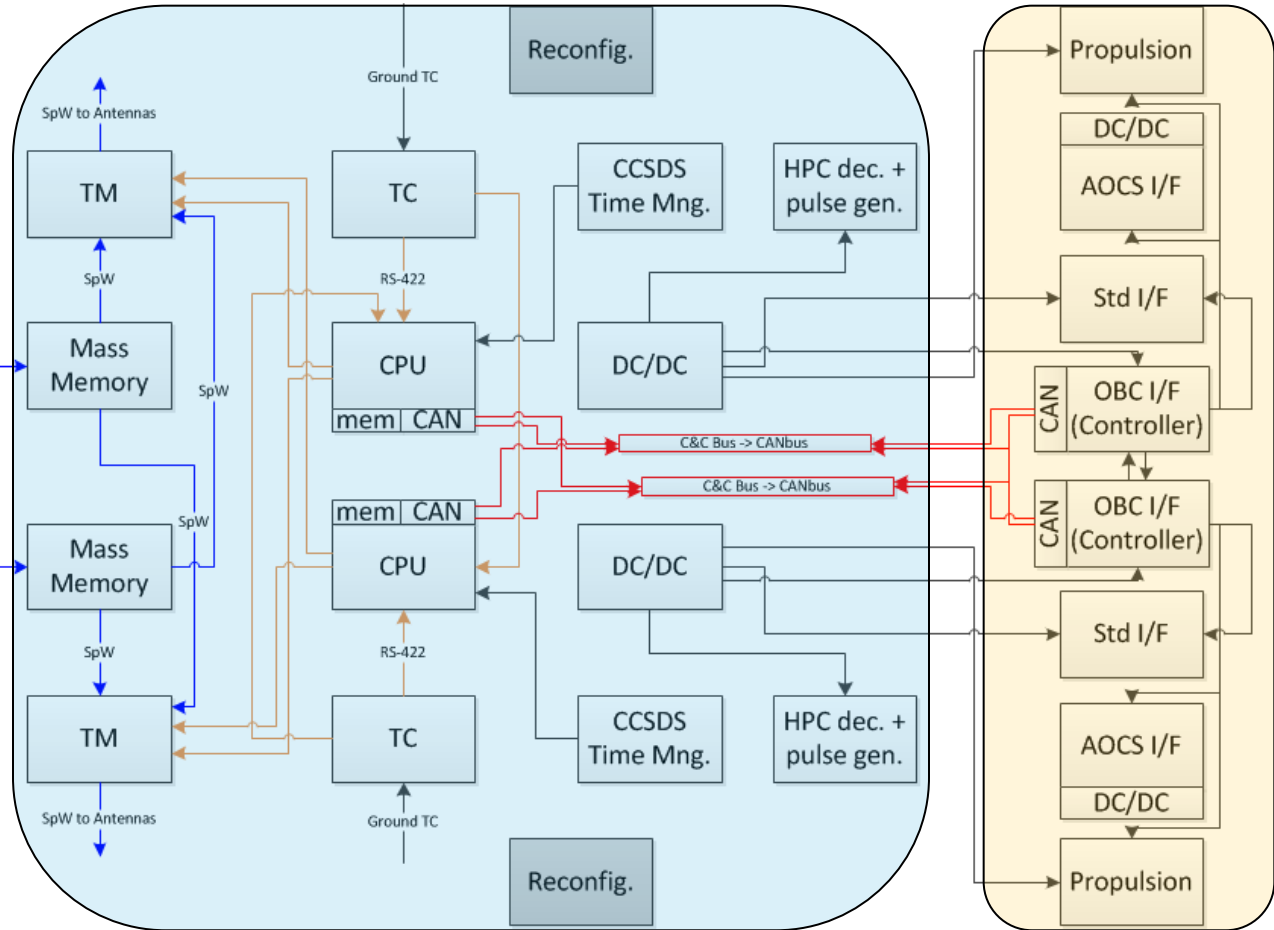 Reconfig.
Propulsion
Ground TC
SpW to Antennas
DC/DC
AOCS I/F
TM
TC
CCSDS
Time Mng.
HPC dec. +
pulse gen.
SpW
RS-422
Std I/F
Mass
Memory
CPU
DC/DC
SpW
mem
CAN
CAN
OBC I/F
(Controller)
C&C Bus -> CANbus
C&C Bus -> CANbus
mem
CAN
CAN
OBC I/F
(Controller)
SpW
Mass
Memory
CPU
DC/DC
Std I/F
SpW
RS-422
TM
TC
CCSDS
Time Mng.
HPC dec. +
pulse gen.
AOCS I/F
DC/DC
SpW to Antennas
Ground TC
Reconfig.
Propulsion